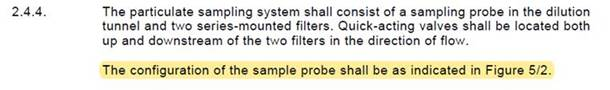 2.4.4. The particulate sampling system shall consist of a sampling probe in the dilution
tunnel and two series-mounted filters. Quick-acting valves shall be located both
up and downstream of the two filters in the direction of flow.
The configuration of the sample probe shall be as indicated in Figure 5/2.